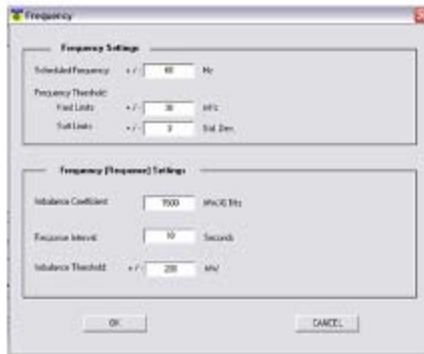 Frequency
Frequency Settings
Scheduled Frequency: +/- 60 Hz
Frequency Threshold:
Hard Limits +/- 30 mHz
Soft Limits +/- 3 Std. Dev.
Frequency (Response) Settings
Imbalance Coefficient: MW/0.1Hz
Response Interval: 10 Seconds
Imbalance Threshold: +/- 200 MW
OK
CANCEL